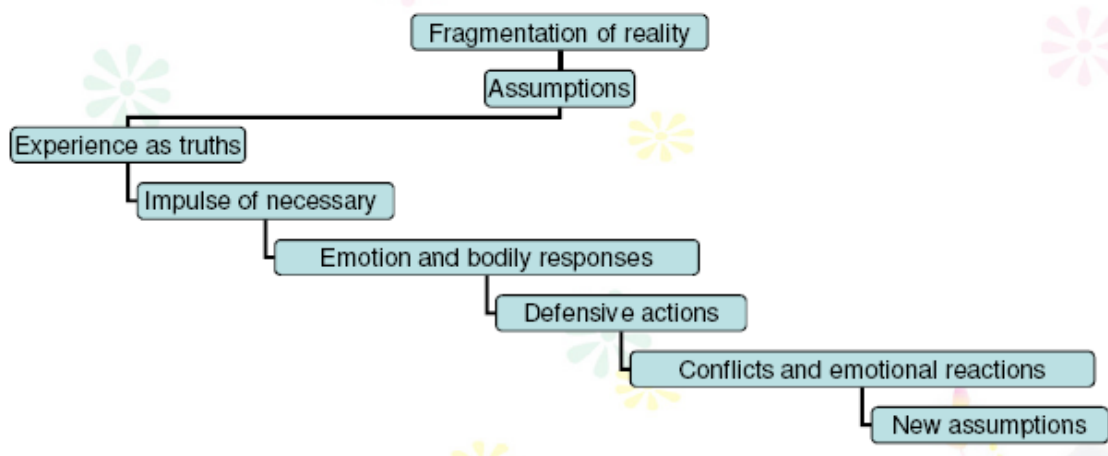 Fragmentation of reality
Assumptions
Experience as truths
Impulse of necessary
Emotion and bodily responses
Defensive actions
Conflicts and emotional reactions
New assumptions